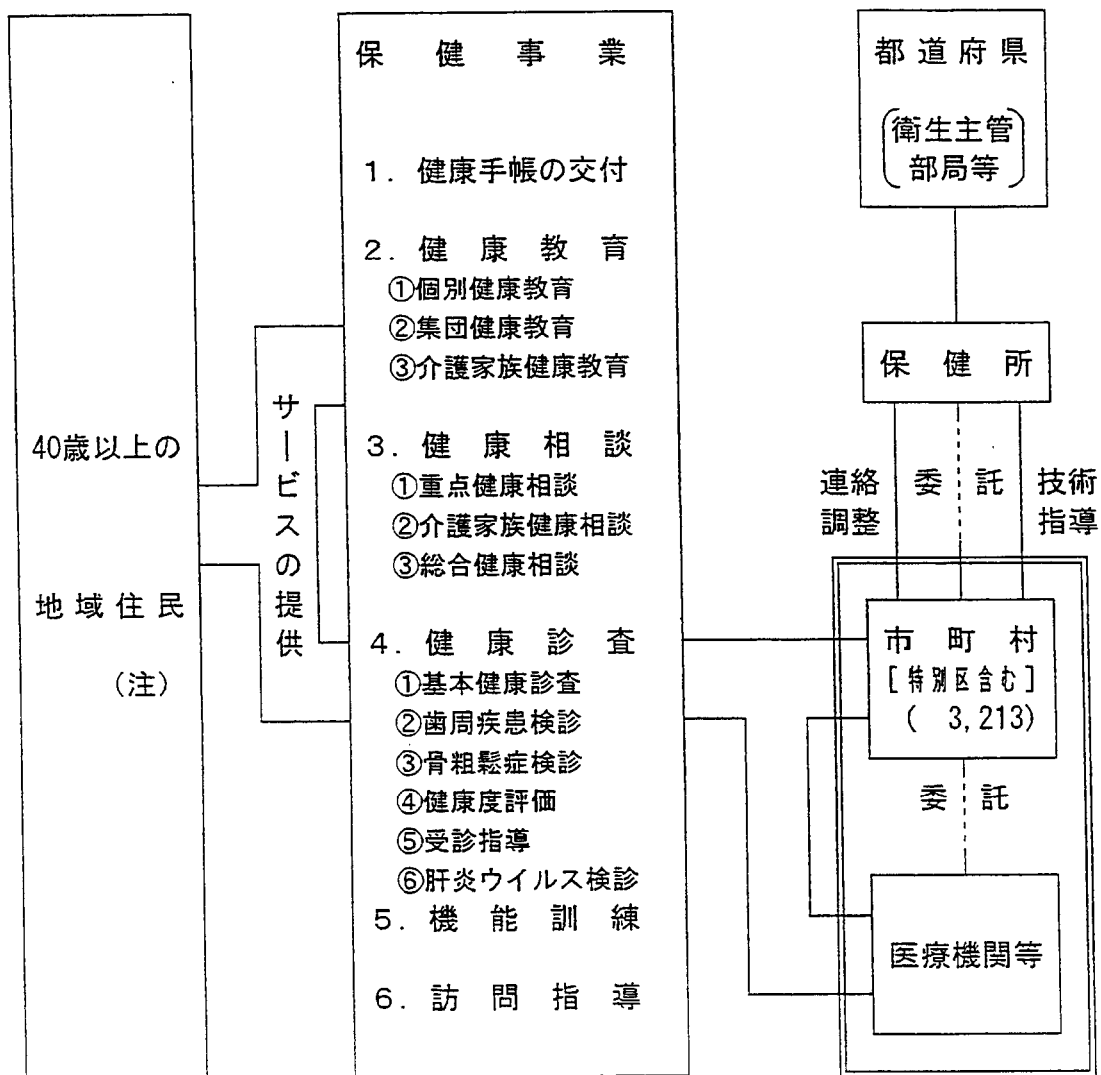 40歳以上の
地域住民
(注)
サービスの提供
保健事業
1. 健康手帳の交付
2. 健康教育
①個別健康教育
②集団健康教育
③介護家族健康教育
3. 健康相談
①重点健康相談
②介護家族健康相談
③総合健康相談
4. 健康診査
①基本健康診査
②歯周疾患検診
③骨粗鬆症検診
④健康度評価
⑤受診指導
⑥肝炎ウイルス検診
5. 機能訓練
6. 訪問指導
都道府県
(衛生主管
部局等)
保健所
連絡
調整
委託
技術
指導
市町村
[特別区含む]
( 3,213)
委託
医療機関等